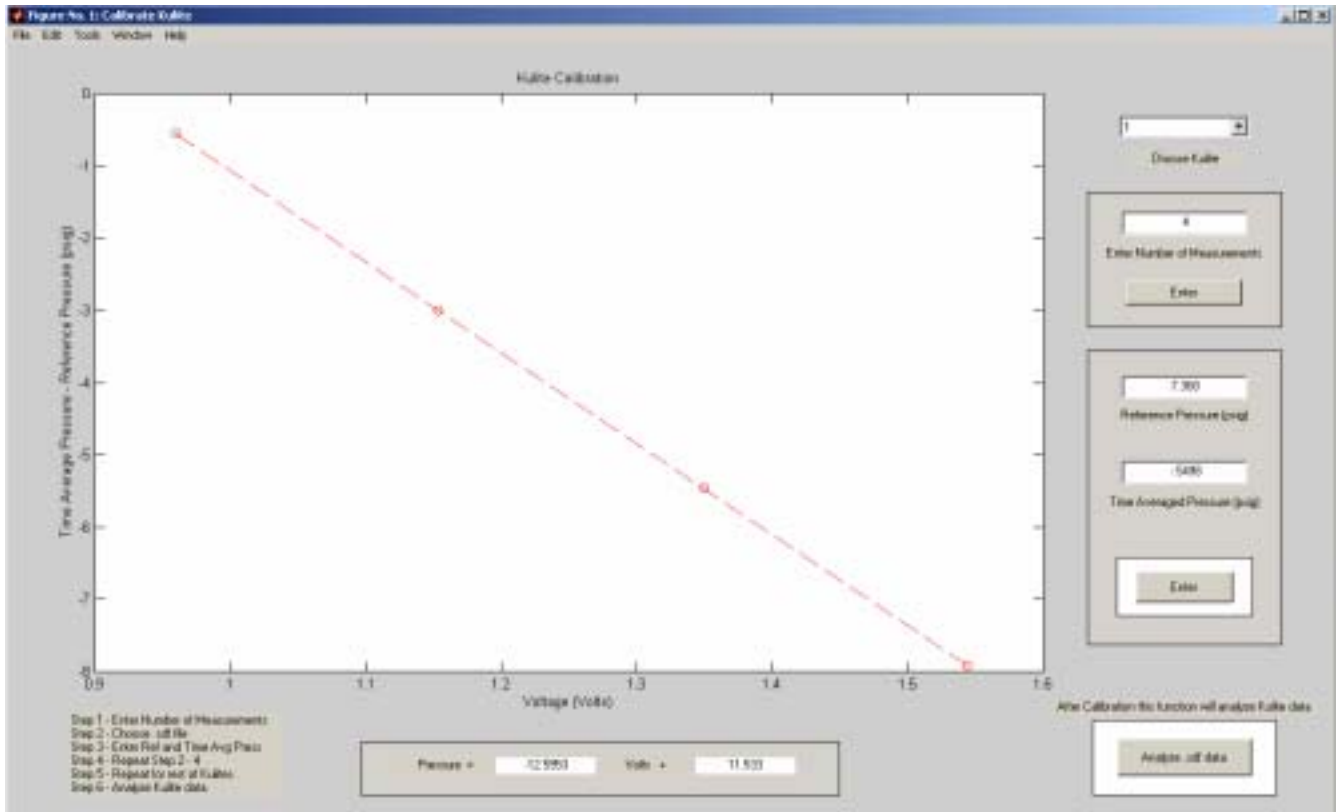 Figure No. 1: Calibrate Kulite
File Edit Tools Window Help
Kulite Calibration
Time Average Pressure - Reference Pressure (psig)
0
-1
-2
-3
-4
-5
-6
-7
-8
0.9
1
1.1
1.2
1.3
1.4
1.5
1.6
Voltage (Volts)
1
Choose Kulite
4
Enter Number of Measurements
Enter
Reference Pressure (psig)
Time Averaged Pressure (psig)
Enter
After Calibration this function will analyze Kulite data
Analyze .sdf data
Step 1 - Enter Number of Measurements
Step 2 - Choose .sdf file
Step 3 - Enter Ref and Time Avg Press
Step 4 - Repeat Step 2 - 4
Step 5 - Repeat for rest of Kulites
Step 6 - Analyze Kulite data
Pressure = Volts + 11.533